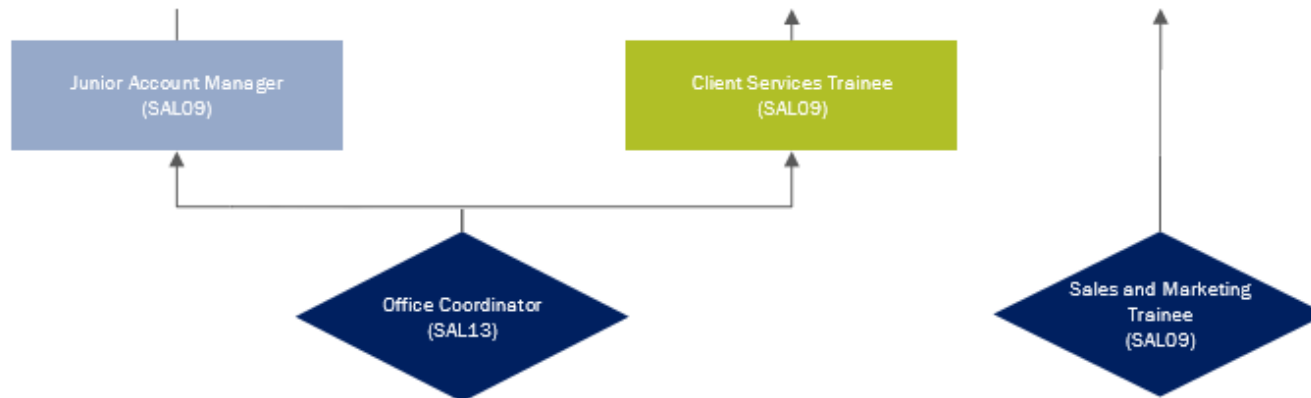 Junior Account Manager
(SAL09)
Client Services Trainee
(SAL09)
Office Coordinator
(SAL13)
Sales and Marketing
Trainee
(SAL09)